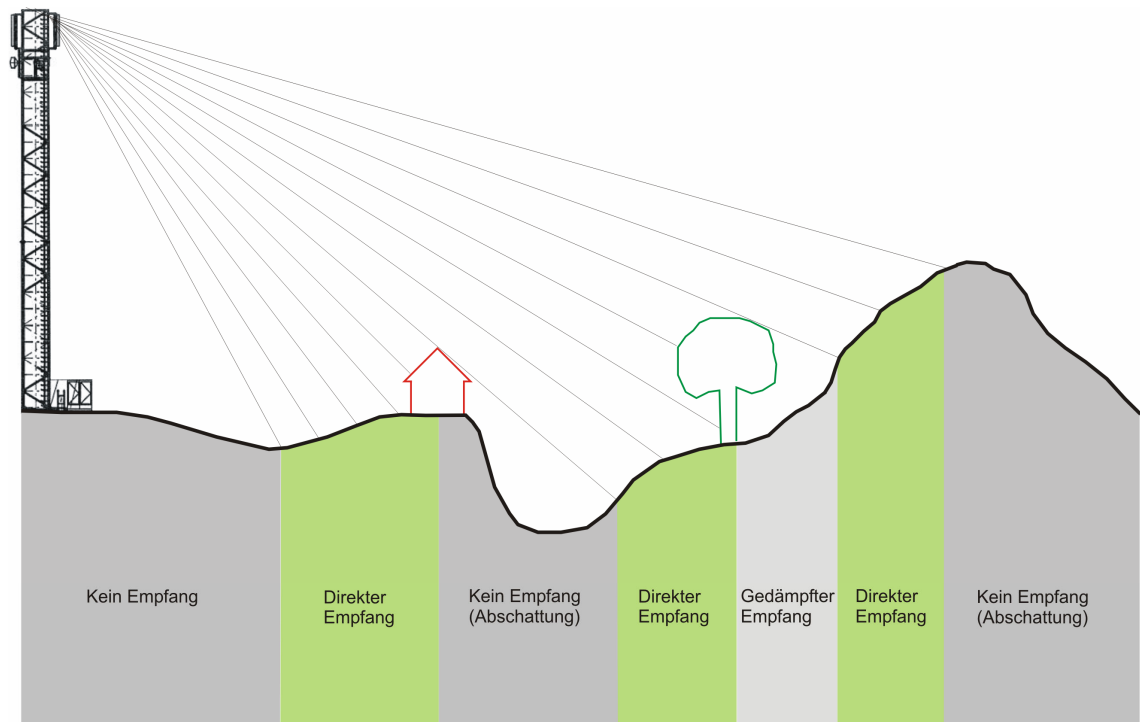 Kein Empfang
Direkter
Empfang
Kein Empfang
(Abschattung)
Direkter
Empfang
Gedämpfter
Empfang
Direkter
Empfang
Kein Empfang
(Abschattung)